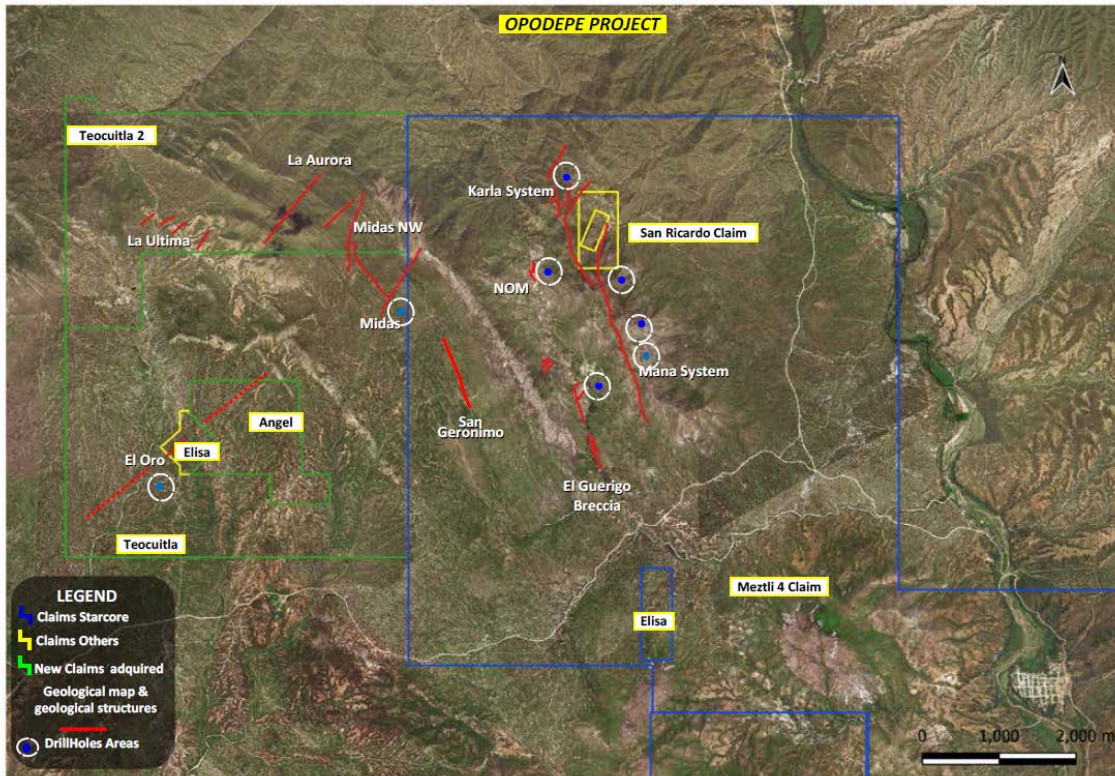 OPODEPE PROJECT
Teocuitla 2
La Aurora
Karla System
La Ultima
Midas NW
San Ricardo Claim
NOM
Midas
Mana System
San
Geronimo
Angel
Elisa
El Oro
El Guerigo
Breccia
Teocuitla
Meztli 4 Claim
Elisa
LEGEND
Claims Starcore
Claims Others
New Claims adquired
Geological map &
geological structures
DrillHoles Areas
0 1,000 2,000 m